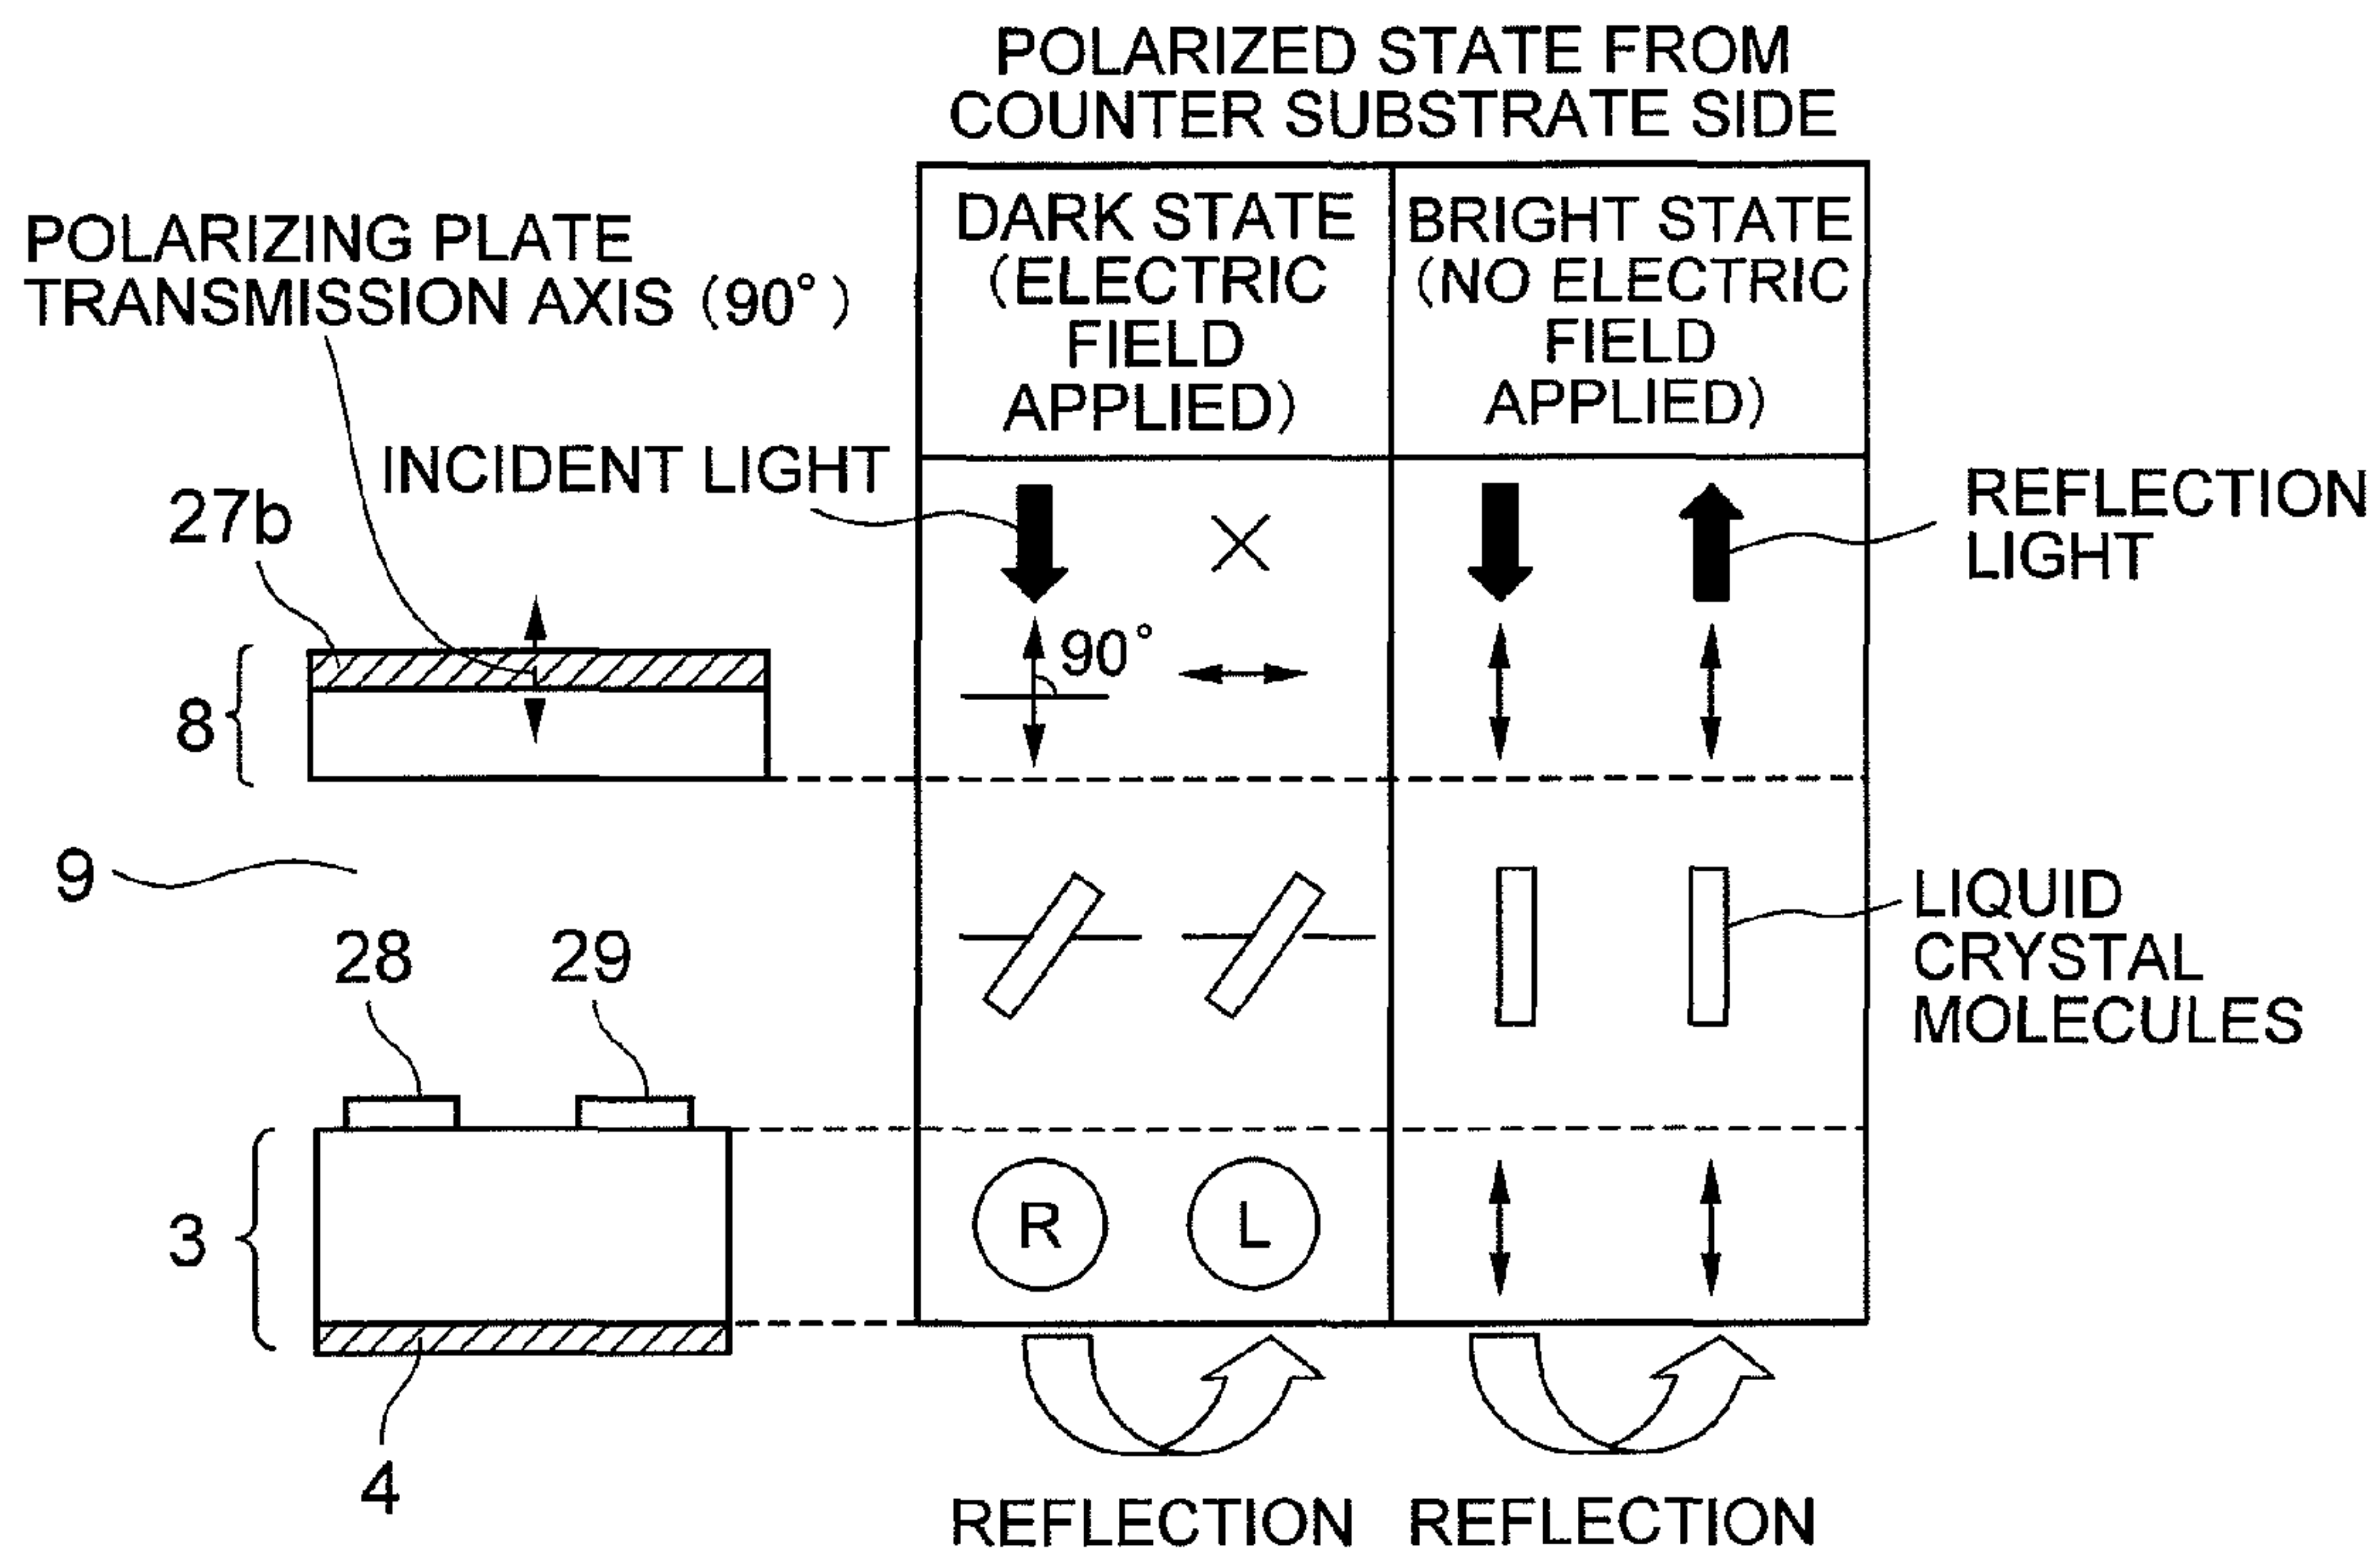 POLARIZED STATE FROM
COUNTER SUBSTRATE SIDE
DARK STATE
(ELECTRIC
FIELD
APPLIED)
BRIGHT STATE
(NO ELECTRIC
FIELD
APPLIED)
POLARIZING PLATE
TRANSMISSION AXIS (90°)
INCIDENT LIGHT
REFLECTION
LIGHT
27b
90°
8
9
28
29
LIQUID
CRYSTAL
MOLECULES
3
R
L
4
REFLECTION
REFLECTION